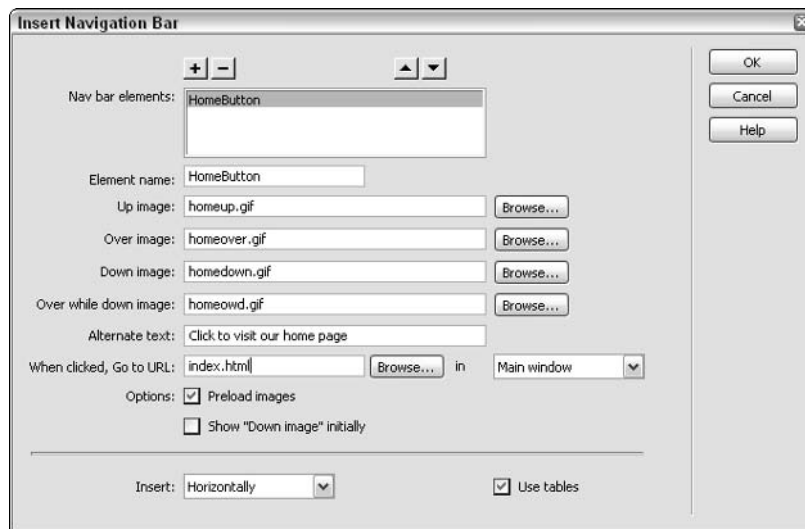 Insert Navigation Bar
OK
Nav bar elements: HomeButton
Cancel
Help
Element name: HomeButton
Up image: homeup.gif Browse...
Over image: homeover.gif Browse...
Down image: homedown.gif Browse...
Over while down image: homeowd.gif Browse...
Alternate text: Click to visit our home page
When clicked, Go to URL: index.html Browse... in Main window
Options: Preload images
Show "Down image" initially
Insert: Horizontally Use tables